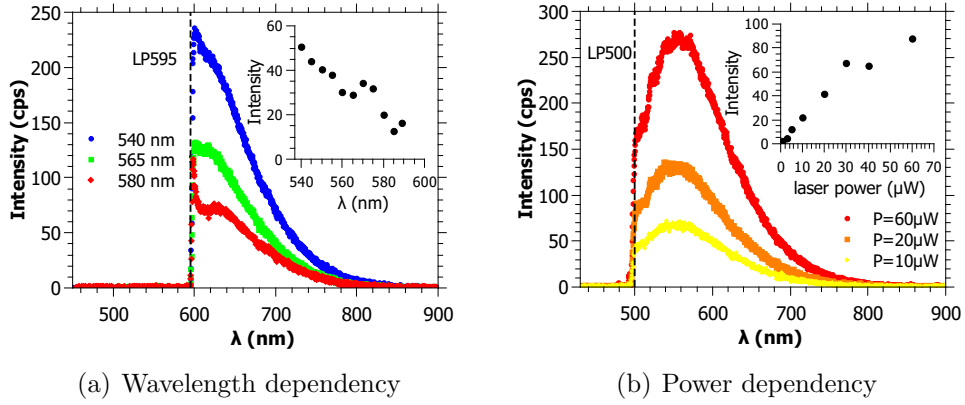 250
200
150
100
50
0
Intensity (cps)
LP595
540 nm
565 nm
580 nm
60
40
20
0
Intensity
540 560 580 600
λ (nm)
500 600 700 800 900
λ (nm)
(a) Wavelength dependency
300
250
200
150
100
50
0
Intensity (cps)
LP500
100
80
60
40
20
0
Intensity
0 10 20 30 40 50 60 70
laser power (µW)
P=60µW
P=20µW
P=10µW
500 600 700 800 900
λ (nm)
(b) Power dependency